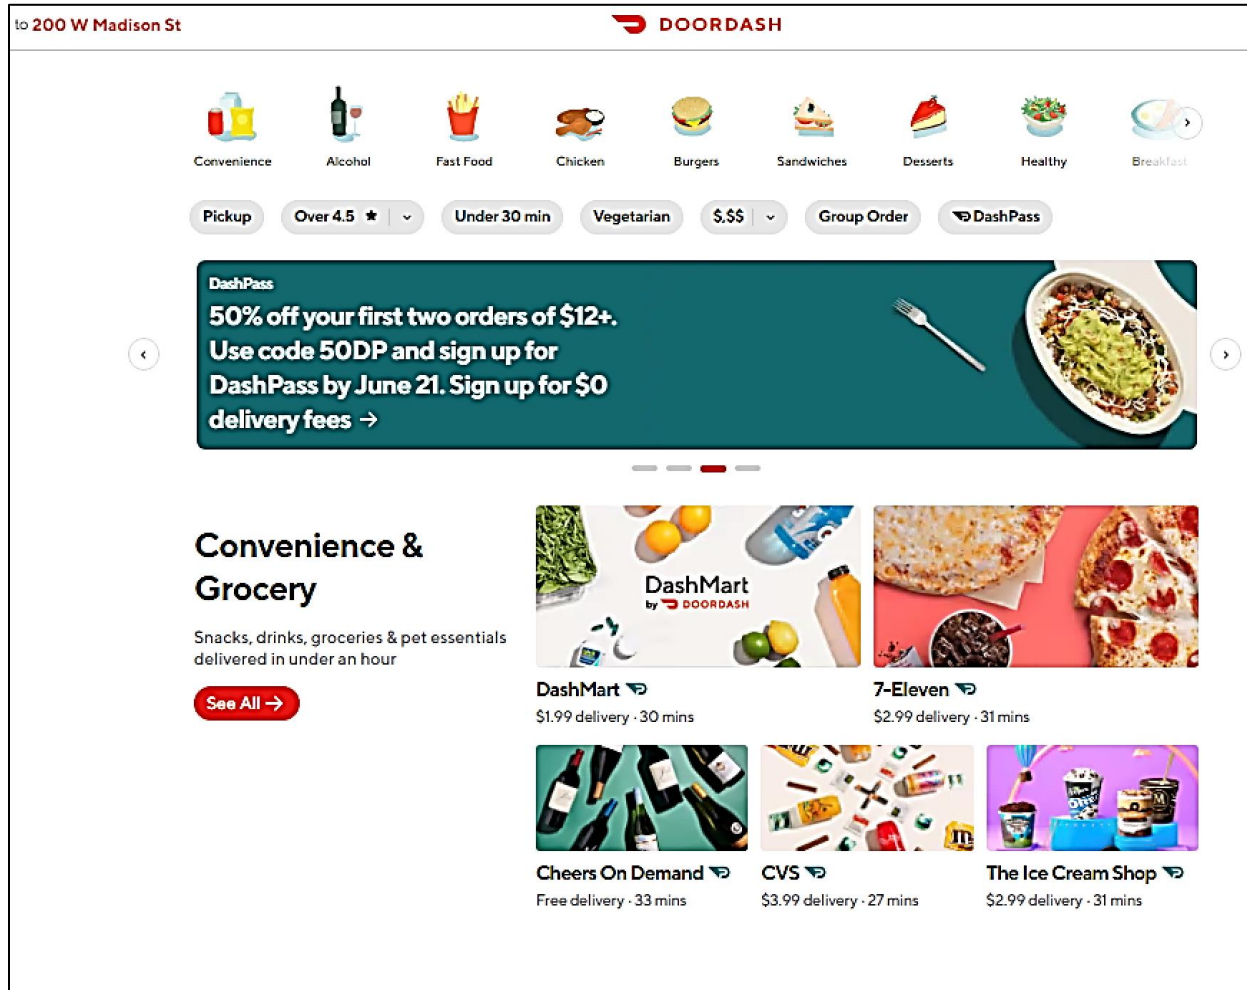 to 200 W Madison St
DOORDASH
Convenience
Alcohol
Fast Food
Chicken
Burgers
Sandwiches
Desserts
Healthy
Breakfast
Pickup
Over 4.5 ★
Under 30 min
Vegetarian
$,$$
Group Order
DashPass
DashPass
50% off your first two orders of $12+.
Use code 50DP and sign up for
DashPass by June 21. Sign up for $0
delivery fees →
Convenience &
Grocery
Snacks, drinks, groceries & pet essentials
delivered in under an hour
See All →
DashMart
by DOORDASH
DashMart
$1.99 delivery · 30 mins
7-Eleven
$2.99 delivery · 31 mins
Cheers On Demand
Free delivery · 33 mins
CVS
$3.99 delivery · 27 mins
The Ice Cream Shop
$2.99 delivery · 31 mins